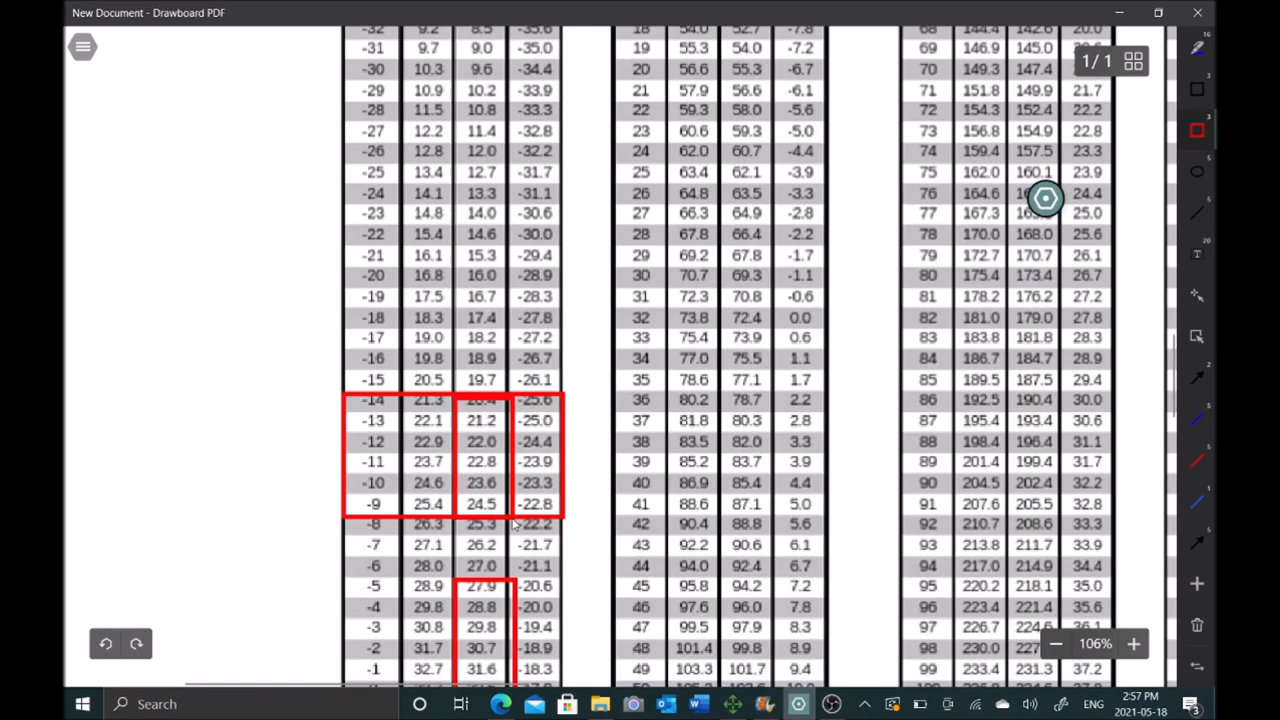 New Document - Drawboard PDF
-32 9.2 8.5 -35.6 18 54.0 52.7 -7.8 68 144.4 142.6 20.0
-31 9.7 9.0 -35.0 19 55.3 54.0 -7.2 69 146.9 145.0
-30 10.3 9.6 -34.4 20 56.6 55.3 -6.7 70 149.3 147.4 1/1
-29 10.9 10.2 -33.9 21 57.9 56.6 -6.1 71 151.8 149.9 21.7
-28 11.5 10.8 -33.3 22 59.3 58.0 -5.6 72 154.3 152.4 22.2
-27 12.2 11.4 -32.8 23 60.6 59.3 -5.0 73 156.8 154.9 22.8
-26 12.8 12.0 -32.2 24 62.0 60.7 -4.4 74 159.4 157.5 23.3
-25 13.4 12.7 -31.7 25 63.4 62.1 -3.9 75 162.0 160.1 23.9
-24 14.1 13.3 -31.1 26 64.8 63.5 -3.3 76 164.6 24.4
-23 14.8 14.0 -30.6 27 66.3 64.9 -2.8 77 167.3 25.0
-22 15.4 14.6 -30.0 28 67.8 66.4 -2.2 78 170.0 168.0 25.6
-21 16.1 15.3 -29.4 29 69.2 67.8 -1.7 79 172.7 170.7 26.1
-20 16.8 16.0 -28.9 30 70.7 69.3 -1.1 80 175.4 173.4 26.7
-19 17.5 16.7 -28.3 31 72.3 70.8 -0.6 81 178.2 176.2 27.2
-18 18.3 17.4 -27.8 32 73.8 72.4 0.0 82 181.0 179.0 27.8
-17 19.0 18.2 -27.2 33 75.4 73.9 0.6 83 183.8 181.8 28.3
-16 19.8 18.9 -26.7 34 77.0 75.5 1.1 84 186.7 184.7 28.9
-15 20.5 19.7 -26.1 35 78.6 77.1 1.7 85 189.5 187.5 29.4
-14 21.3 20.4 -25.6 36 80.2 78.7 2.2 86 192.5 190.4 30.0
-13 22.1 21.2 -25.0 37 81.8 80.3 2.8 87 195.4 193.4 30.6
-12 22.9 22.0 -24.4 38 83.5 82.0 3.3 88 198.4 196.4 31.1
-11 23.7 22.8 -23.9 39 85.2 83.7 3.9 89 201.4 199.4 31.7
-10 24.6 23.6 -23.3 40 86.9 85.4 4.4 90 204.5 202.4 32.2
-9 25.4 24.5 -22.8 41 88.6 87.1 5.0 91 207.6 205.5 32.8
-8 26.3 25.3 -22.2 42 90.4 88.8 5.6 92 210.7 208.6 33.3
-7 27.1 26.2 -21.7 43 92.2 90.6 6.1 93 213.8 211.7 33.9
-6 28.0 27.0 -21.1 44 94.0 92.4 6.7 94 217.0 214.9 34.4
-5 28.9 27.9 -20.6 45 95.8 94.2 7.2 95 220.2 218.1 35.0
-4 29.8 28.8 -20.0 46 97.6 96.0 7.8 96 223.4 221.4 35.6
-3 30.8 29.8 -19.4 47 99.5 97.9 8.3 97 226.7 36.1
-2 31.7 30.7 -18.9 48 101.4 99.8 8.9 98 230.0 106%
-1 32.7 31.6 -18.3 49 103.3 101.7 9.4 99 233.4 231.3 37.2
Search
ENG
2:57 PM
2021-05-18